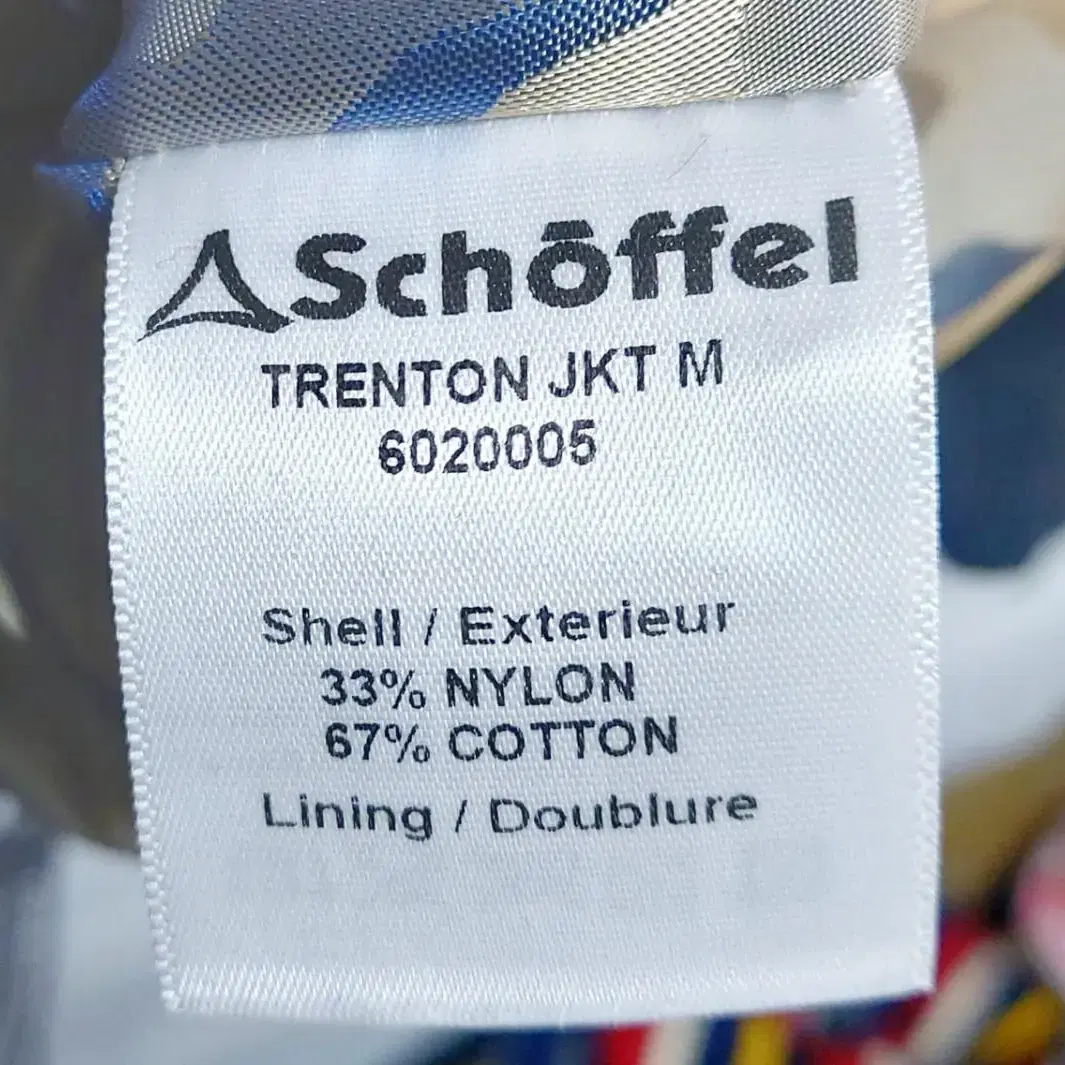 Schöffel
TRENTON JKT M
6020005
Shell / Exterieur
33% NYLON
67% COTTON
Lining / Doublure